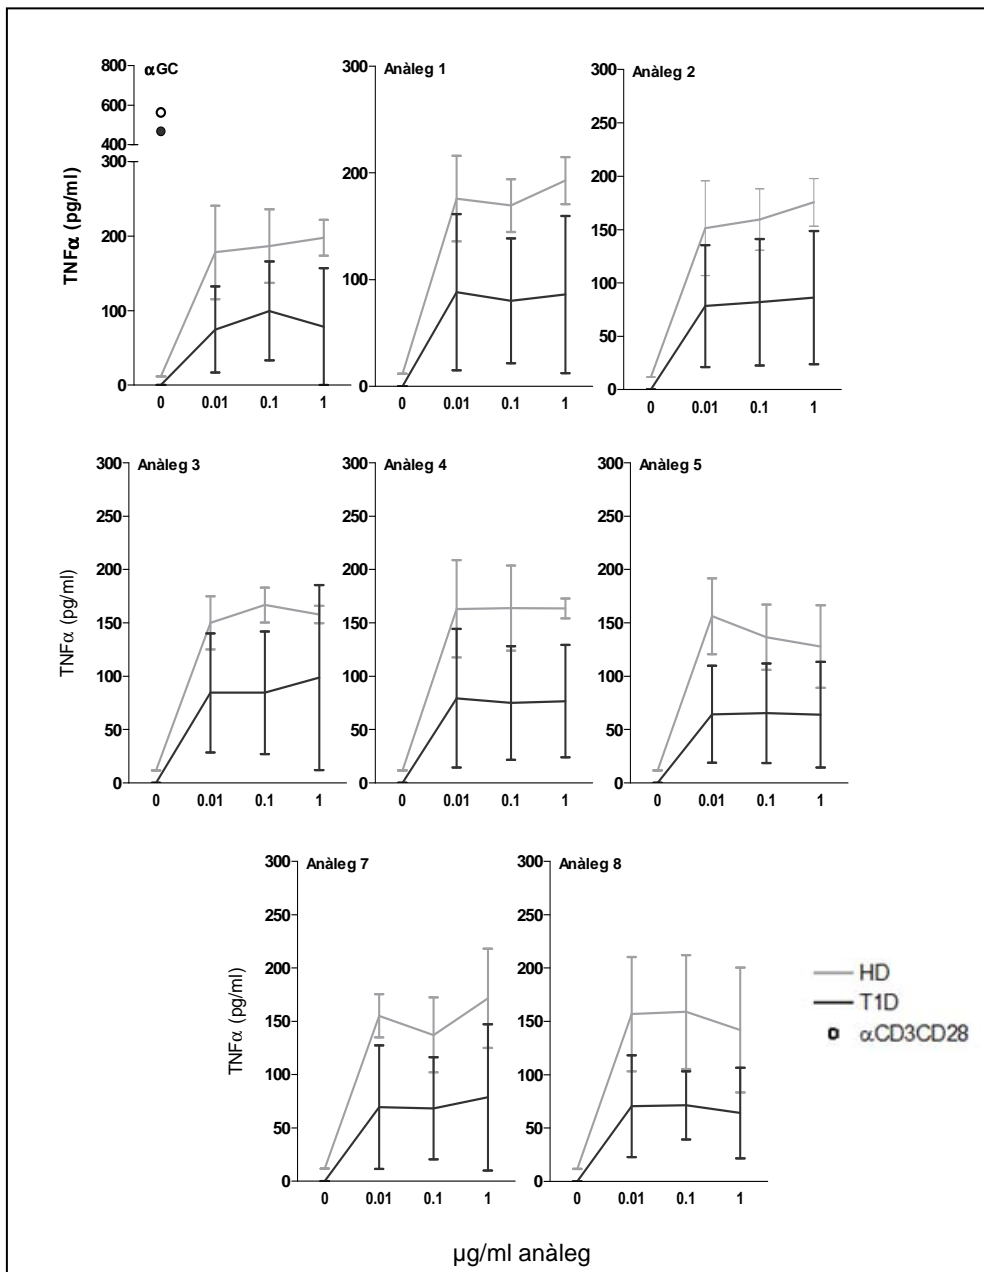 αGC
800
600
400
300
200
100
0
TNFα (pg/ml)
0 0.01 0.1 1
Anàleg 1
300
200
100
0
0 0.01 0.1 1
Anàleg 2
300
250
200
150
100
50
0
0 0.01 0.1 1
Anàleg 3
300
250
200
150
100
50
0
TNFα (pg/ml)
0 0.01 0.1 1
Anàleg 4
300
250
200
150
100
50
0
0 0.01 0.1 1
Anàleg 5
300
250
200
150
100
50
0
0 0.01 0.1 1
Anàleg 7
300
250
200
150
100
50
0
TNFα (pg/ml)
0 0.01 0.1 1
Anàleg 8
300
250
200
150
100
50
0
0 0.01 0.1 1
HD
T1D
αCD3CD28
µg/ml anàleg